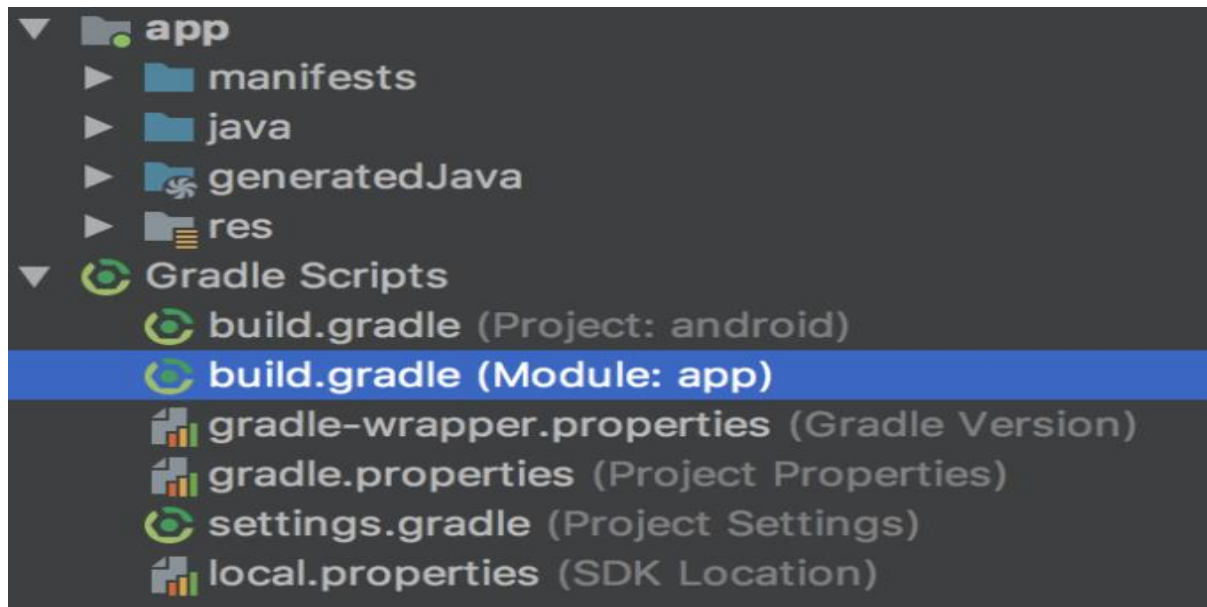 app
manifests
java
generatedJava
res
Gradle Scripts
build.gradle (Project: android)
build.gradle (Module: app)
gradle-wrapper.properties (Gradle Version)
gradle.properties (Project Properties)
settings.gradle (Project Settings)
local.properties (SDK Location)